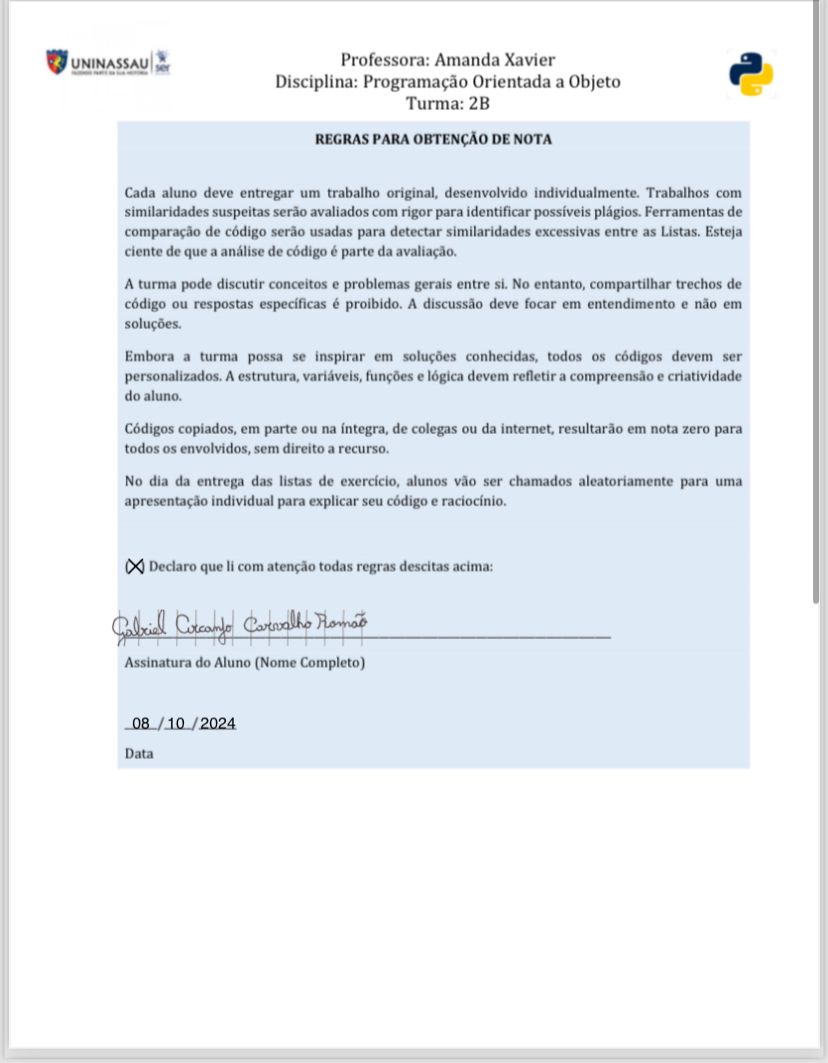 UNINASSAU
ser
FAZENDO PARTE DA SUA HISTÓRIA
Professora: Amanda Xavier
Disciplina: Programação Orientada a Objeto
Turma: 2B
REGRAS PARA OBTENÇÃO DE NOTA
Cada aluno deve entregar um trabalho original, desenvolvido individualmente. Trabalhos com
similaridades suspeitas serão avaliados com rigor para identificar possíveis plágios. Ferramentas de
comparação de código serão usadas para detectar similaridades excessivas entre as Listas. Esteja
ciente de que a análise de código é parte da avaliação.
A turma pode discutir conceitos e problemas gerais entre si. No entanto, compartilhar trechos de
código ou respostas específicas é proibido. A discussão deve focar em entendimento e não em
soluções.
Embora a turma possa se inspirar em soluções conhecidas, todos os códigos devem ser
personalizados. A estrutura, variáveis, funções e lógica devem refletir a compreensão e criatividade
do aluno.
Códigos copiados, em parte ou na íntegra, de colegas ou da internet, resultarão em nota zero para
todos os envolvidos, sem direito a recurso.
No dia da entrega das listas de exercício, alunos vão ser chamados aleatoriamente para uma
apresentação individual para explicar seu código e raciocínio.
(X) Declaro que li com atenção todas regras descitas acima:
Gabriel Arcanjo Carvalho Romão
Assinatura do Aluno (Nome Completo)
08 / 10 / 2024
Data